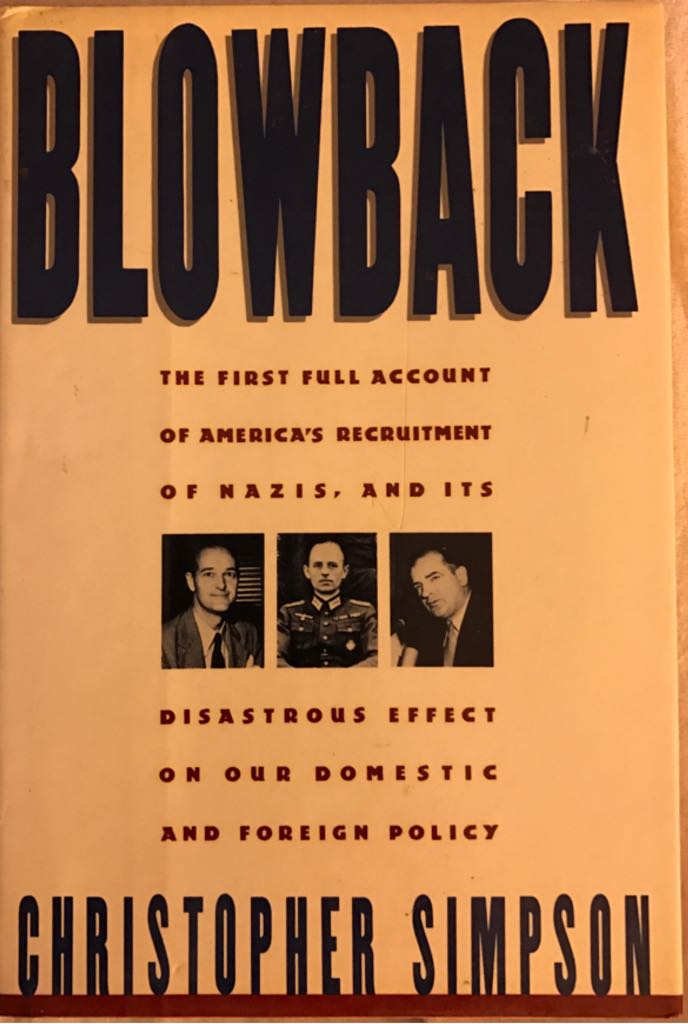 BLOWBACK
THE FIRST FULL ACCOUNT
OF AMERICA'S RECRUITMENT
OF NAZIS, AND ITS
DISASTROUS EFFECT
ON OUR DOMESTIC
AND FOREIGN POLICY
CHRISTOPHER SIMPSON